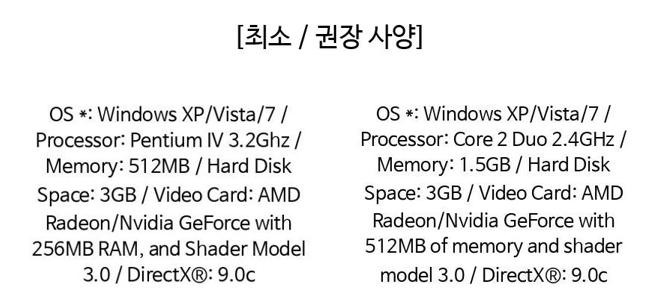 [최소 / 권장 사양]
OS *: Windows XP/Vista/7 /
Processor: Pentium IV 3.2Ghz /
Memory: 512MB / Hard Disk
Space: 3GB / Video Card: AMD
Radeon/Nvidia GeForce with
256MB RAM, and Shader Model
3.0 / DirectX®: 9.0c
OS *: Windows XP/Vista/7 /
Processor: Core 2 Duo 2.4GHz /
Memory: 1.5GB / Hard Disk
Space: 3GB / Video Card: AMD
Radeon/Nvidia GeForce with
512MB of memory and shader
model 3.0 / DirectX®: 9.0c